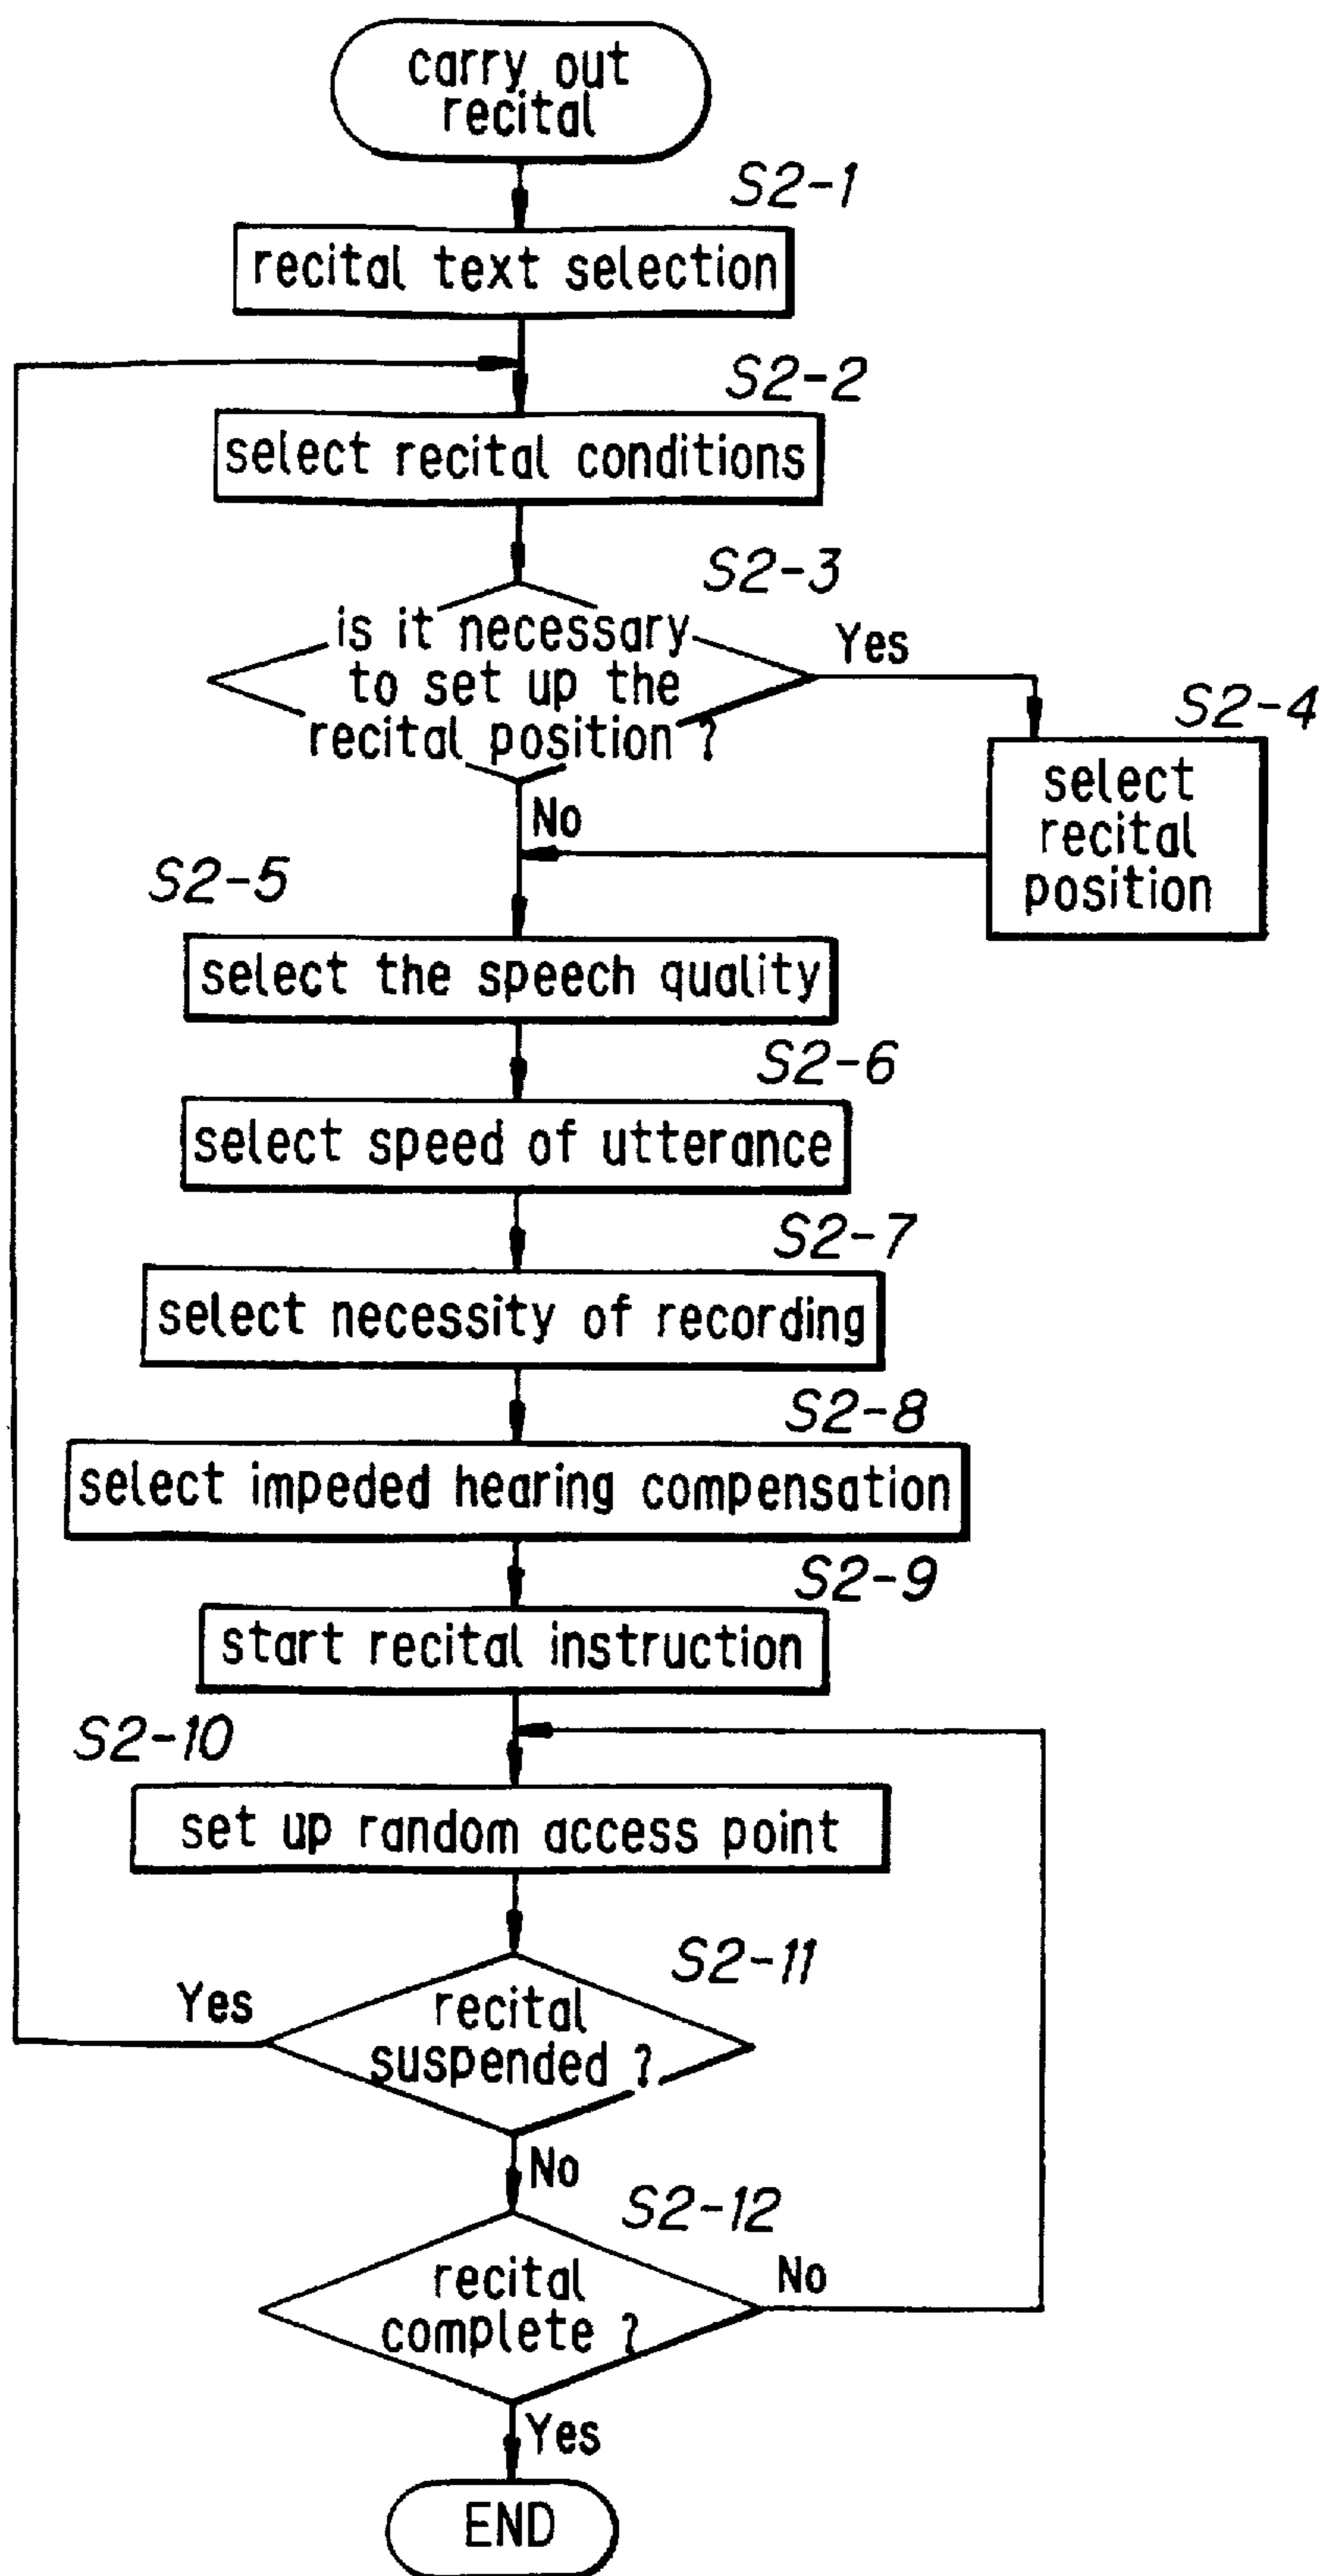 carry out
recital
S2-1
recital text selection
S2-2
select recital conditions
S2-3
is it necessary
to set up the
recital position ?
Yes
S2-4
select
recital
position
No
S2-5
select the speech quality
S2-6
select speed of utterance
S2-7
select necessity of recording
S2-8
select impeded hearing compensation
S2-9
start recital instruction
S2-10
set up random access point
S2-11
Yes
recital
suspended ?
No
S2-12
recital
complete ?
No
Yes
END